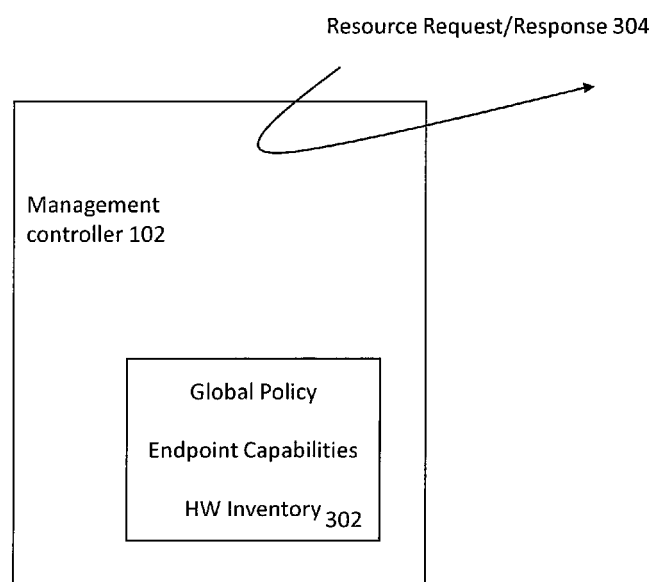 Resource Request/Response 304
Management
controller 102
Global Policy
Endpoint Capabilities
HW Inventory 302